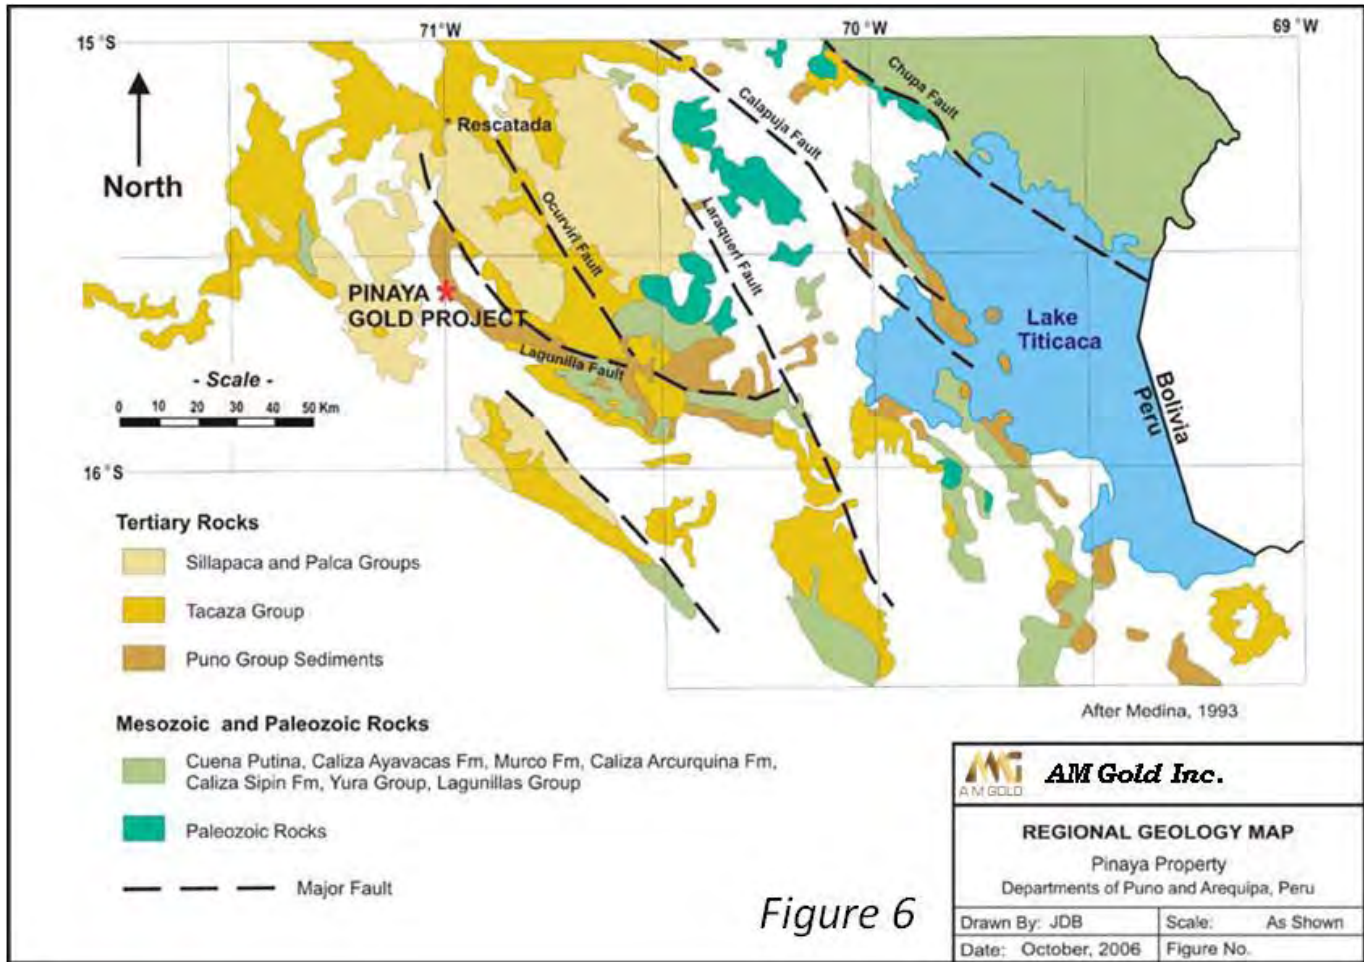 71°W
70°W
69°W
15°S
North
* Rescatada
Chupa Fault
Calapuja Fault
Ocurviri Fault
Laraqueri Fault
PINAYA
GOLD PROJECT
Lagunilla Fault
Lake
Titicaca
Bolivia
Peru
- Scale -
0 10 20 30 40 50 Km
16°S
Tertiary Rocks
Sillapaca and Palca Groups
Tacaza Group
Puno Group Sediments
Mesozoic and Paleozoic Rocks
Cuena Putina, Caliza Ayavacas Fm, Murco Fm, Caliza Arcurquina Fm,
Caliza Sipin Fm, Yura Group, Lagunillas Group
Paleozoic Rocks
Major Fault
After Medina, 1993
Figure 6
AM GOLD
AM Gold Inc.
REGIONAL GEOLOGY MAP
Pinaya Property
Departments of Puno and Arequipa, Peru
Drawn By: JDB
Scale: As Shown
Date: October, 2006
Figure No.